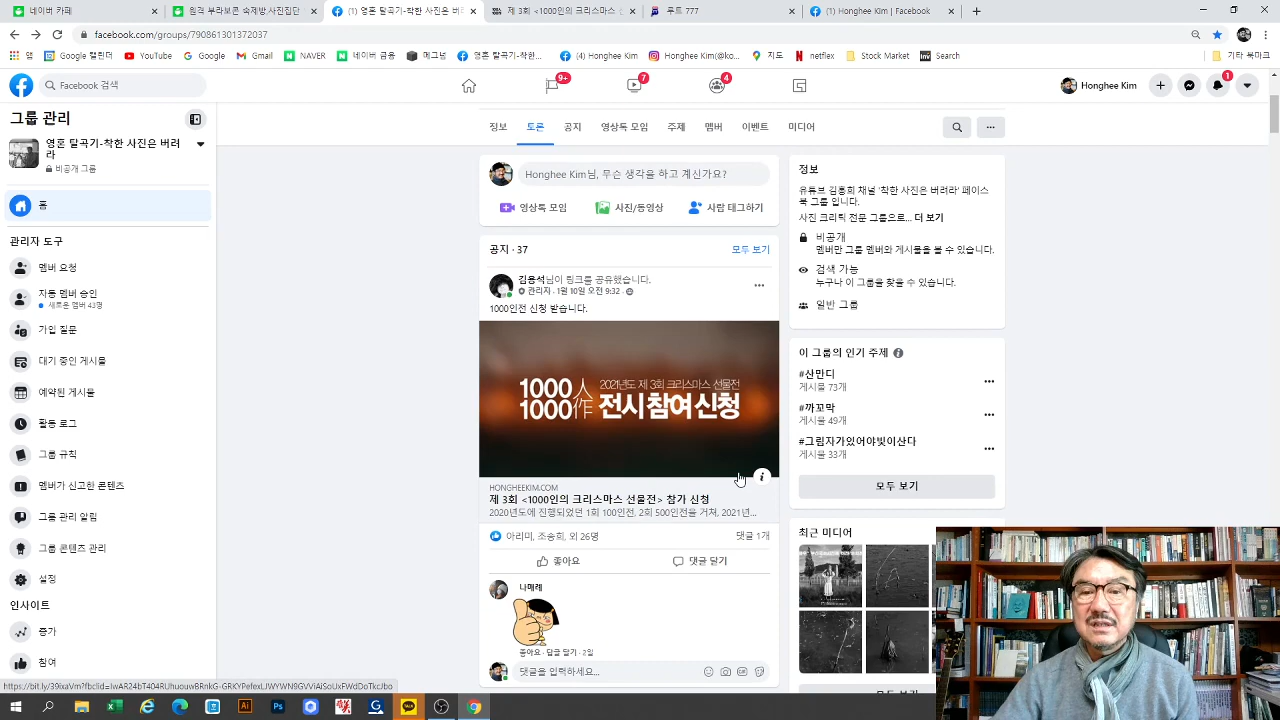 네이버 카페
원격 부라보콘 숙제방.사진집단
(1) 영혼 탈곡기-착한 사진은 버려
제 3회 <1000인의 크리스마스 선
루트 777
(1) Honghee Kim | Facebook
facebook.com/groups/790861301372037
앱
Google 캘린더
YouTube
Google
Gmail
NAVER
네이버 금융
메그넘
영혼 탈곡기-착한...
(4) Honghee Kim
Honghee Kim(@ko...
지도
netflix
Stock Market
Search
기타 북마크
Facebook 검색
9+
7
4
Honghee Kim
1
그룹 관리
영혼 탈곡기-착한 사진은 버려
라
비공개 그룹
홈
관리자 도구
멤버 요청
자동 멤버 승인
새로운 멤버 43명
가입 질문
대기 중인 게시물
예약된 게시물
활동 로그
그룹 규칙
멤버가 신고한 콘텐츠
그룹 관리 알림
그룹 콘텐츠 관리
설정
인사이트
증가
참여
정보
토론
공지
영상톡 모임
주제
멤버
이벤트
미디어
Honghee Kim님, 무슨 생각을 하고 계신가요?
영상톡 모임
사진/동영상
사람 태그하기
공지 · 37
모두 보기
김용석님이 링크를 공유했습니다.
관리자 · 1월 10일 오전 9:32 ·
1000인전 신청 받습니다.
1000人
1000作
2021년도 제 3회 크리스마스 선물전
전시 참여 신청
HONGHEEKIM.COM
제 3회 <1000인의 크리스마스 선물전> 참가 신청
2020년도에 진행되었던 1회 100인전, 2회 500인전을 거쳐, 2021년...
아리미, 조송희, 외 26명
댓글 1개
좋아요
댓글 달기
나매례
좋아요 · 답글 달기 · 2일
댓글을 입력하세요...
정보
유튜브 김홍희 채널 '착한 사진은 버려라' 페이스
북 그룹 입니다.
사진 크리틱 전문 그룹으로... 더 보기
비공개
멤버만 그룹 멤버와 게시물을 볼 수 있습니다.
검색 가능
누구나 이 그룹을 찾을 수 있습니다.
일반 그룹
이 그룹의 인기 주제
#산만디
게시물 73개
#까꼬막
게시물 49개
#그림자가있어야빛이산다
게시물 33개
모두 보기
최근 미디어
모두 보기